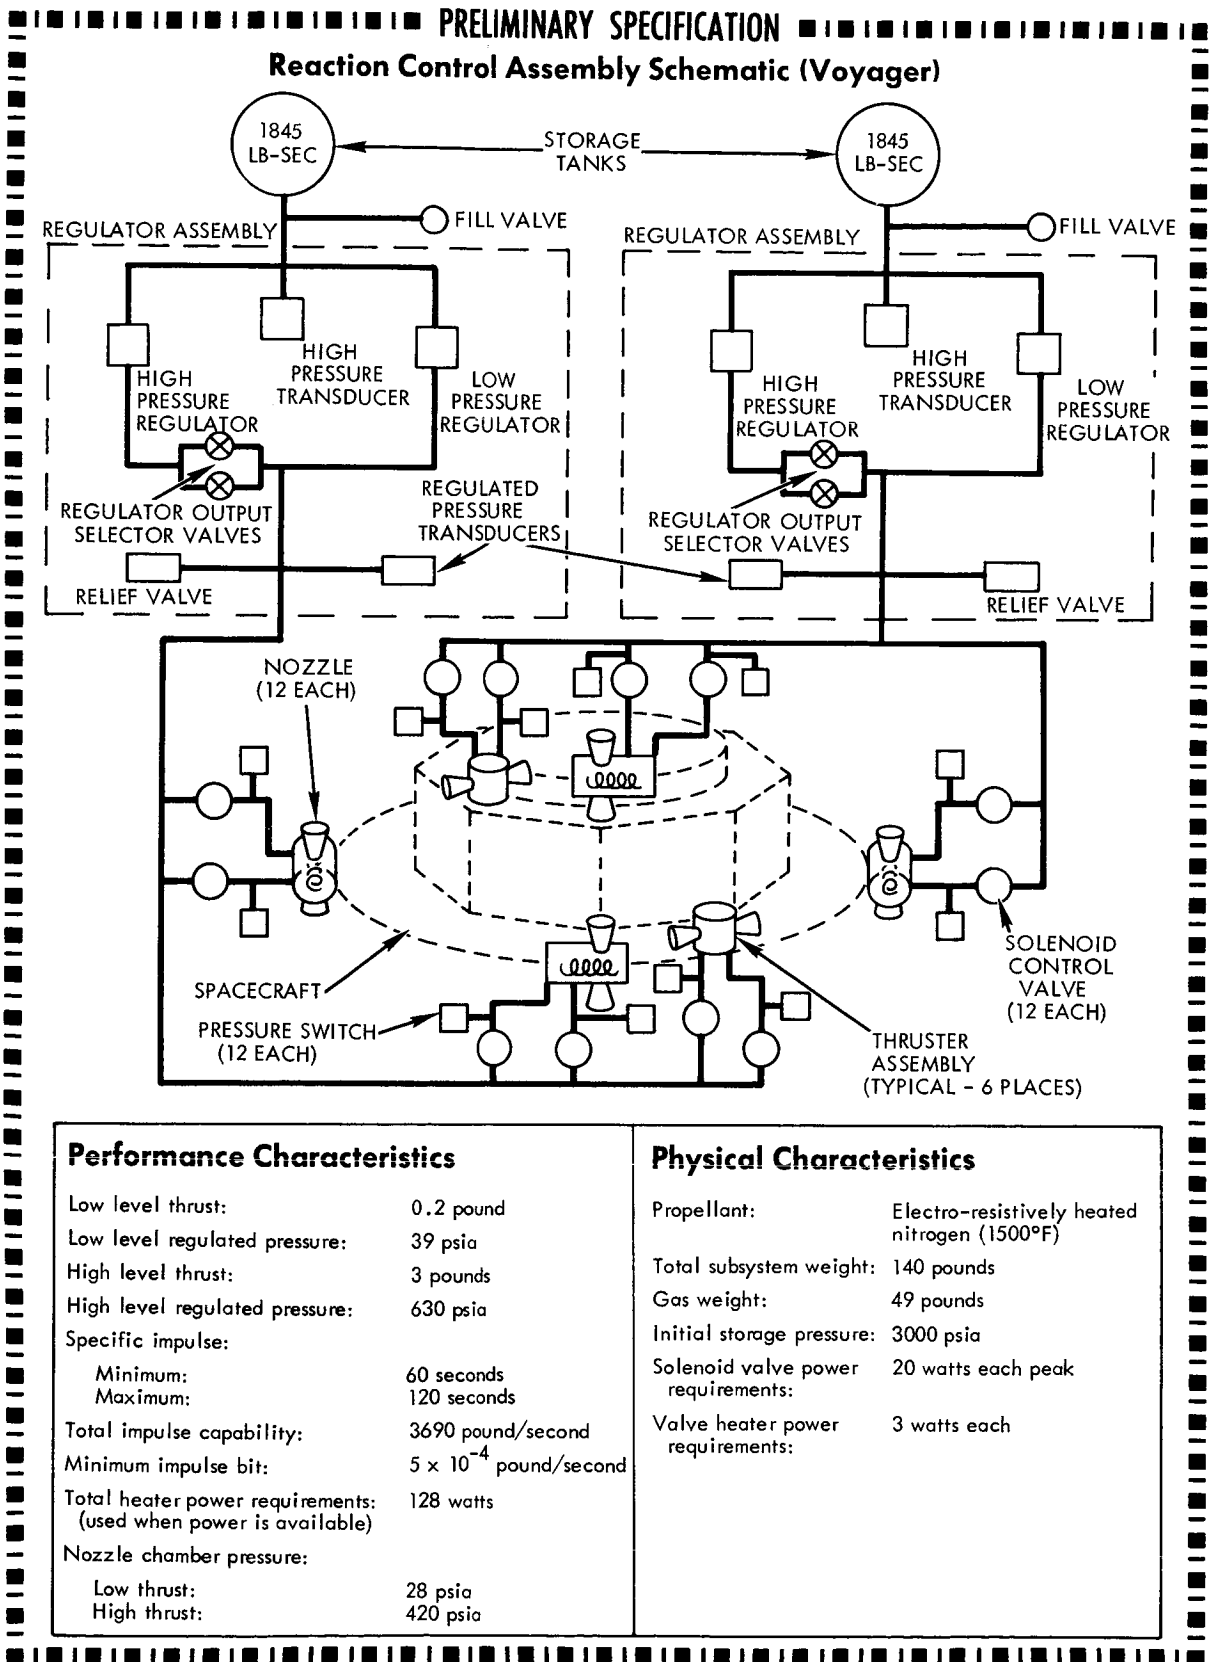 PRELIMINARY SPECIFICATION
Reaction Control Assembly Schematic (Voyager)
1845
LB-SEC
STORAGE
TANKS
1845
LB-SEC
FILL VALVE
FILL VALVE
REGULATOR ASSEMBLY
REGULATOR ASSEMBLY
HIGH
PRESSURE
TRANSDUCER
HIGH
PRESSURE
REGULATOR
LOW
PRESSURE
REGULATOR
HIGH
PRESSURE
TRANSDUCER
HIGH
PRESSURE
REGULATOR
LOW
PRESSURE
REGULATOR
REGULATOR OUTPUT
SELECTOR VALVES
REGULATED
PRESSURE
TRANSDUCERS
REGULATOR OUTPUT
SELECTOR VALVES
RELIEF VALVE
RELIEF VALVE
NOZZLE
(12 EACH)
SPACECRAFT
PRESSURE SWITCH
(12 EACH)
SOLENOID
CONTROL
VALVE
(12 EACH)
THRUSTER
ASSEMBLY
(TYPICAL - 6 PLACES)
Performance Characteristics
Low level thrust: 0.2 pound
Low level regulated pressure: 39 psia
High level thrust: 3 pounds
High level regulated pressure: 630 psia
Specific impulse:
Minimum: 60 seconds
Maximum: 120 seconds
Total impulse capability: 3690 pound/second
Minimum impulse bit: 5 x 10⁻⁴ pound/second
Total heater power requirements: 128 watts
(used when power is available)
Nozzle chamber pressure:
Low thrust: 28 psia
High thrust: 420 psia
Physical Characteristics
Propellant: Electro-resistively heated
nitrogen (1500°F)
Total subsystem weight: 140 pounds
Gas weight: 49 pounds
Initial storage pressure: 3000 psia
Solenoid valve power 20 watts each peak
requirements:
Valve heater power 3 watts each
requirements: